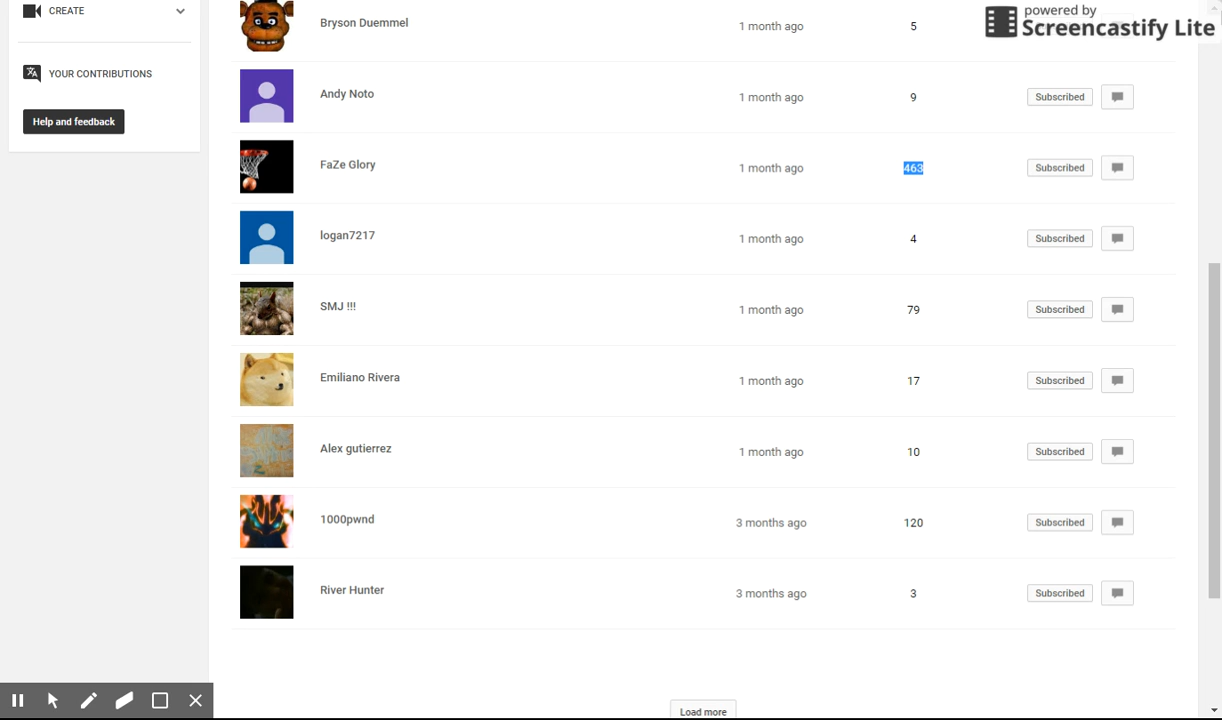 CREATE
YOUR CONTRIBUTIONS
Help and feedback
powered by
Screencastify Lite
Bryson Duemmel 1 month ago 5
Andy Noto 1 month ago 9 Subscribed
FaZe Glory 1 month ago 463 Subscribed
logan7217 1 month ago 4 Subscribed
SMJ !!! 1 month ago 79 Subscribed
Emiliano Rivera 1 month ago 17 Subscribed
Alex gutierrez 1 month ago 10 Subscribed
1000pwnd 3 months ago 120 Subscribed
River Hunter 3 months ago 3 Subscribed
Load more